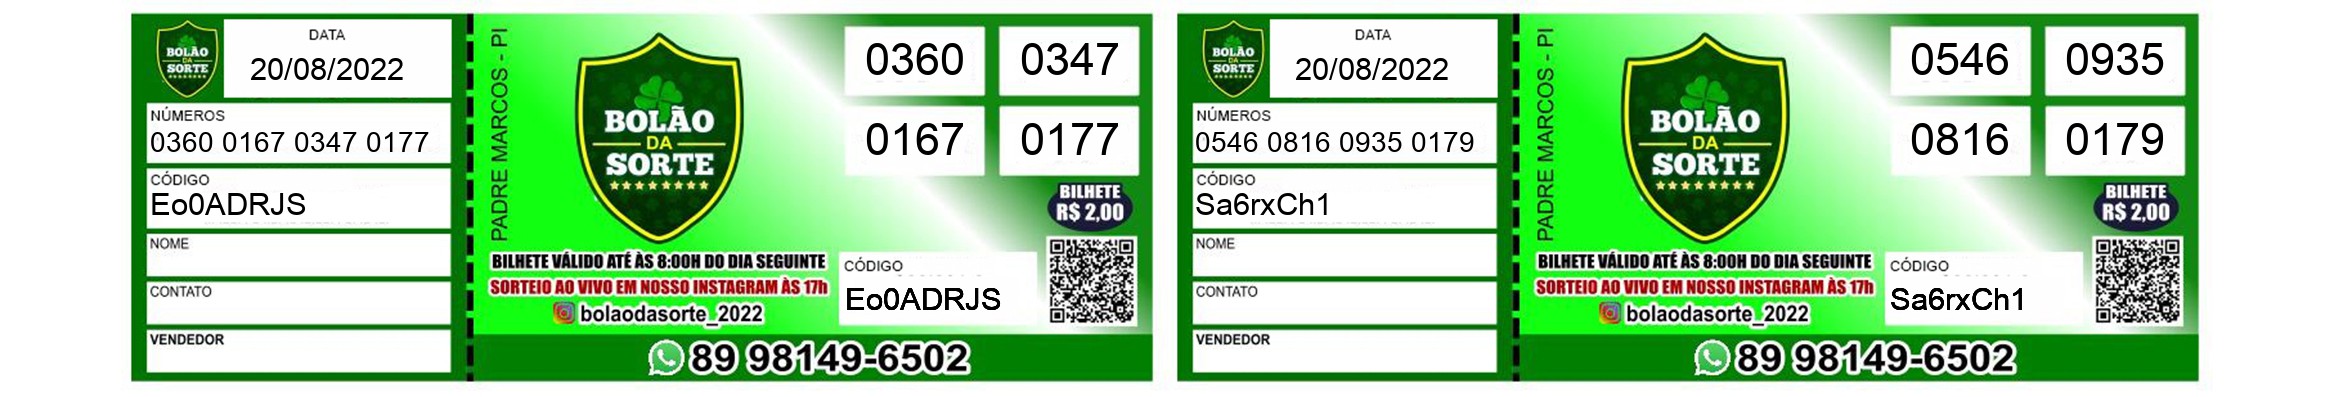 BOLÃO
DA
SORTE
DATA
20/08/2022
NÚMEROS
0360 0167 0347 0177
CÓDIGO
Eo0ADRJS
NOME
CONTATO
VENDEDOR
PADRE MARCOS - PI
BOLÃO
DA
SORTE
0360 0347
0167 0177
BILHETE
R$ 2,00
BILHETE VÁLIDO ATÉ ÀS 8:00H DO DIA SEGUINTE
SORTEIO AO VIVO EM NOSSO INSTAGRAM ÀS 17h
bolaodasorte_2022
CÓDIGO
Eo0ADRJS
89 98149-6502
BOLÃO
DA
SORTE
DATA
20/08/2022
NÚMEROS
0546 0816 0935 0179
CÓDIGO
Sa6rxCh1
NOME
CONTATO
VENDEDOR
PADRE MARCOS - PI
BOLÃO
DA
SORTE
0546 0935
0816 0179
BILHETE
R$ 2,00
BILHETE VÁLIDO ATÉ ÀS 8:00H DO DIA SEGUINTE
SORTEIO AO VIVO EM NOSSO INSTAGRAM ÀS 17h
bolaodasorte_2022
CÓDIGO
Sa6rxCh1
89 98149-6502